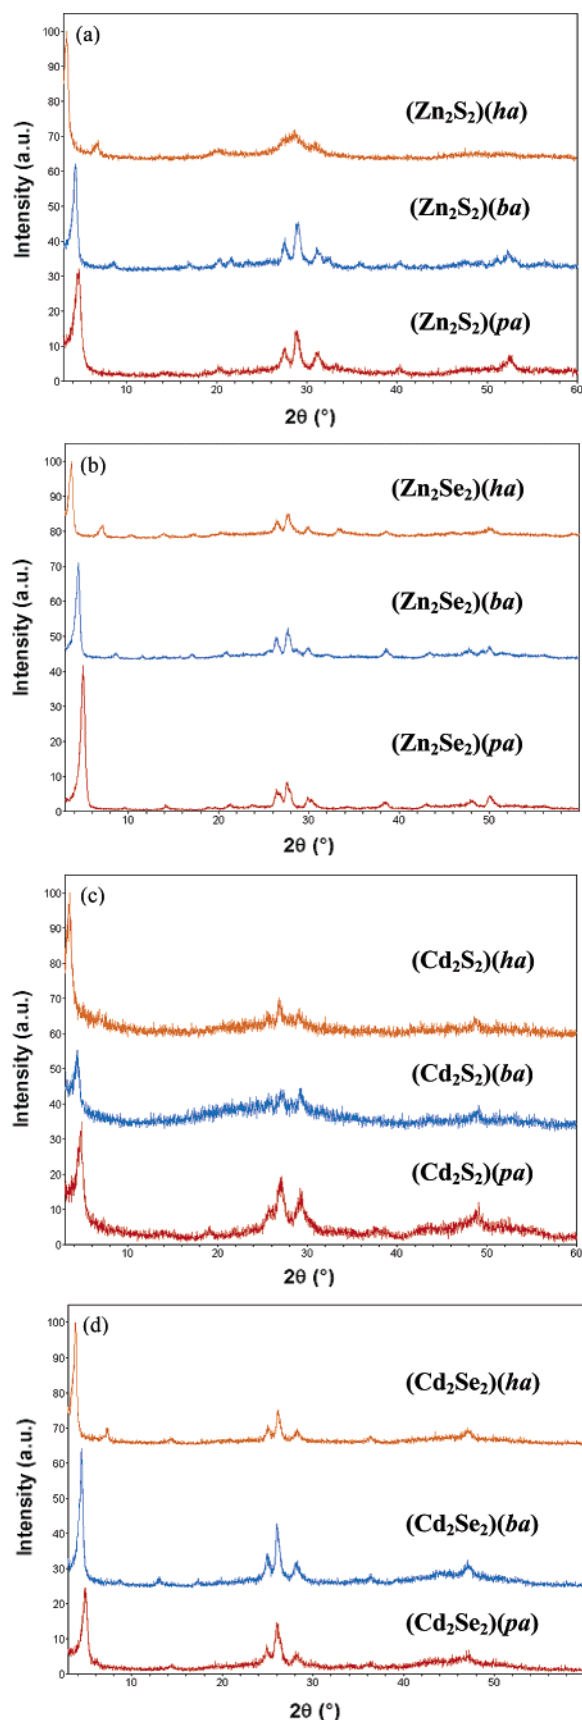 (a)
100
90
80
70
60
50
40
30
20
10
0
Intensity (a.u.)
(Zn₂S₂)(ha)
(Zn₂S₂)(ba)
(Zn₂S₂)(pa)
3 10 20 30 40 50 60
2θ (°)
(b)
100
90
80
70
60
50
40
30
20
10
0
Intensity (a.u.)
(Zn₂Se₂)(ha)
(Zn₂Se₂)(ba)
(Zn₂Se₂)(pa)
10 20 30 40 50
2θ (°)
(c)
100
90
80
70
60
50
40
30
20
10
0
Intensity (a.u.)
(Cd₂S₂)(ha)
(Cd₂S₂)(ba)
(Cd₂S₂)(pa)
10 20 30 40 50 60
2θ (°)
(d)
100
90
80
70
60
50
40
30
20
10
0
Intensity (a.u.)
(Cd₂Se₂)(ha)
(Cd₂Se₂)(ba)
(Cd₂Se₂)(pa)
10 20 30 40 50
2θ (°)